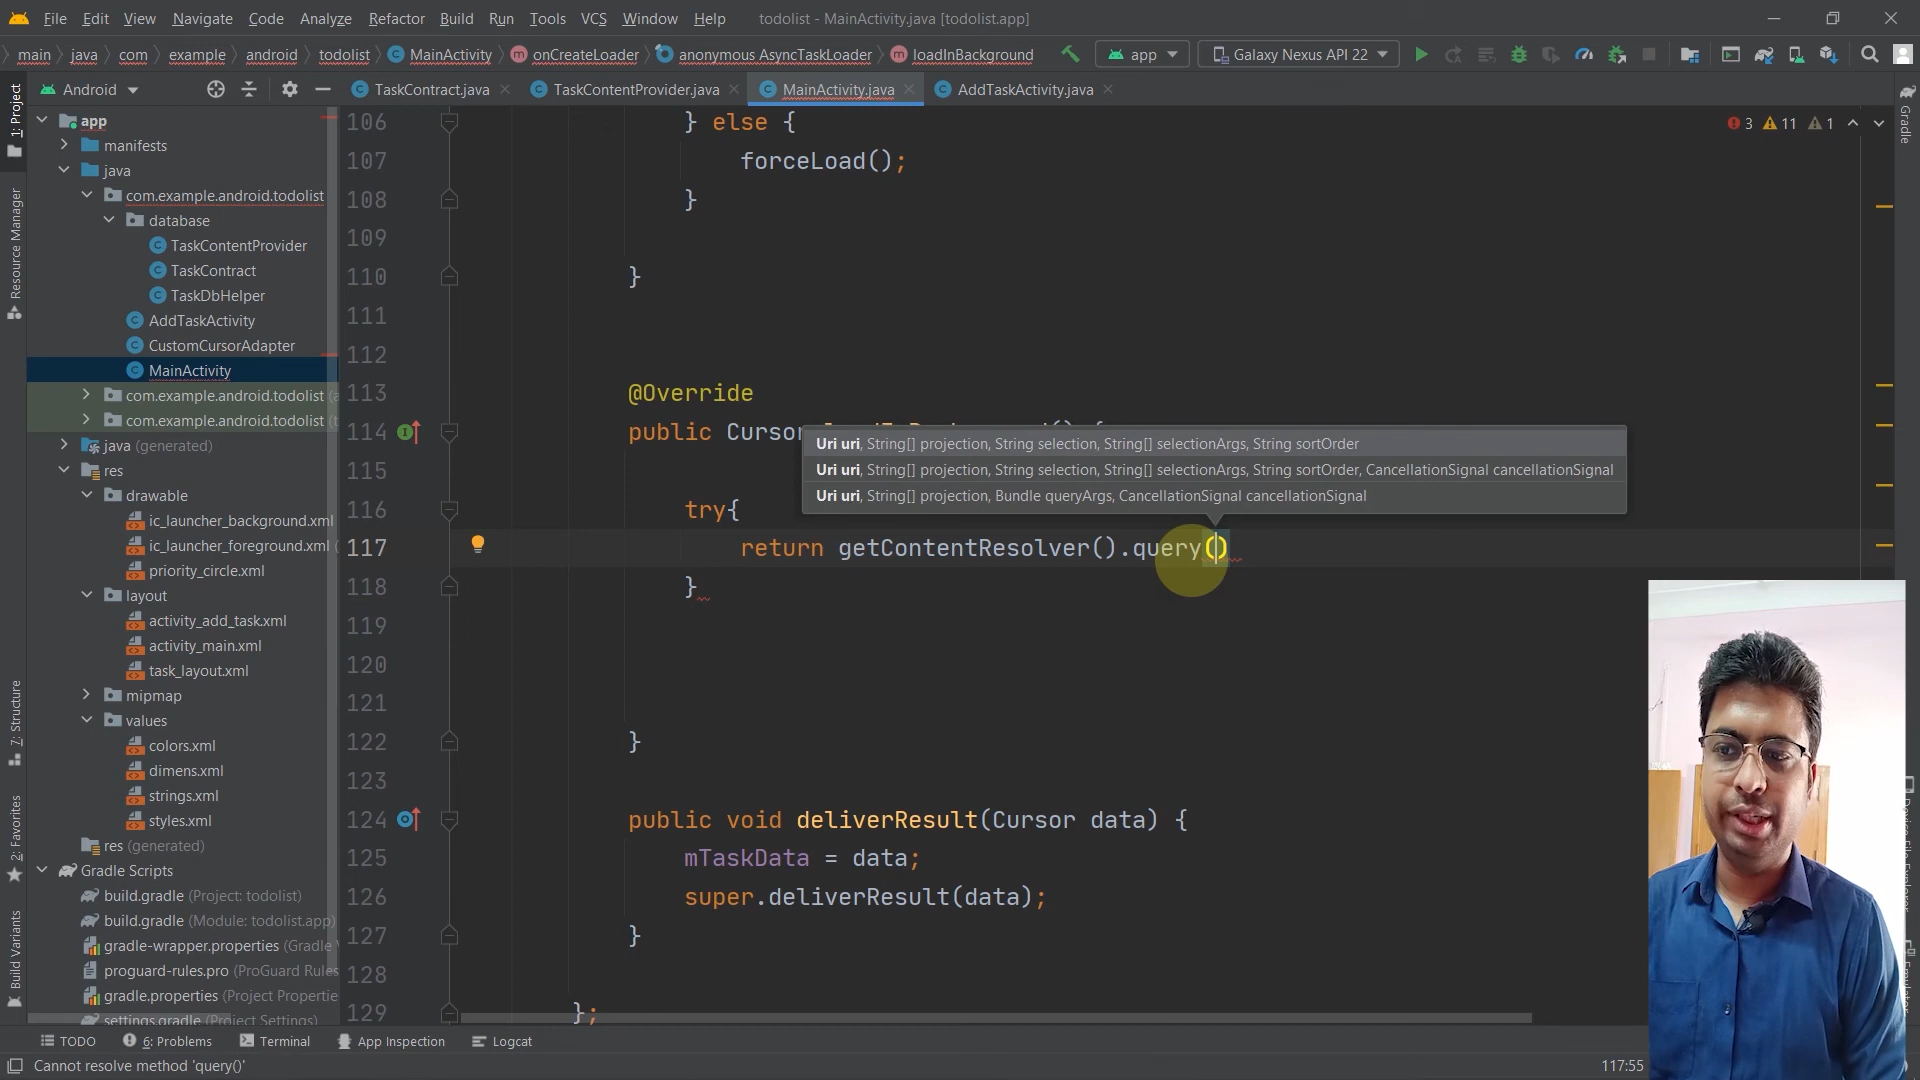 File Edit View Navigate Code Analyze Refactor Build Run Tools VCS Window Help todolist - MainActivity.java [todolist.app]
main java com example android todolist MainActivity onCreateLoader anonymous AsyncTaskLoader loadInBackground app Galaxy Nexus API 22
Android TaskContract.java TaskContentProvider.java MainActivity.java AddTaskActivity.java
1: Project
Resource Manager
7: Structure
2: Favorites
Build Variants
app
manifests
java
com.example.android.todolist
database
TaskContentProvider
TaskContract
TaskDbHelper
AddTaskActivity
CustomCursorAdapter
MainActivity
com.example.android.todolist
com.example.android.todolist
java (generated)
res
drawable
ic_launcher_background.xml
ic_launcher_foreground.xml
priority_circle.xml
layout
activity_add_task.xml
activity_main.xml
task_layout.xml
mipmap
values
colors.xml
dimens.xml
strings.xml
styles.xml
res (generated)
Gradle Scripts
build.gradle (Project: todolist)
build.gradle (Module: todolist.app)
gradle-wrapper.properties (Gradle
proguard-rules.pro (ProGuard Rules
gradle.properties (Project Propertie
settings.gradle (Project Settings)
3 11 1
106 } else {
107 forceLoad();
108 }
109
110 }
111
112
113 @Override
114 public Cursor
115
116 try{
117 return getContentResolver().query()
118 }
119
120
121
122 }
123
124 public void deliverResult(Cursor data) {
125 mTaskData = data;
126 super.deliverResult(data);
127 }
128
129 };
Uri uri, String[] projection, String selection, String[] selectionArgs, String sortOrder
Uri uri, String[] projection, String selection, String[] selectionArgs, String sortOrder, CancellationSignal cancellationSignal
Uri uri, String[] projection, Bundle queryArgs, CancellationSignal cancellationSignal
Gradle
TODO 6: Problems Terminal App Inspection Logcat
Cannot resolve method 'query()' 117:55